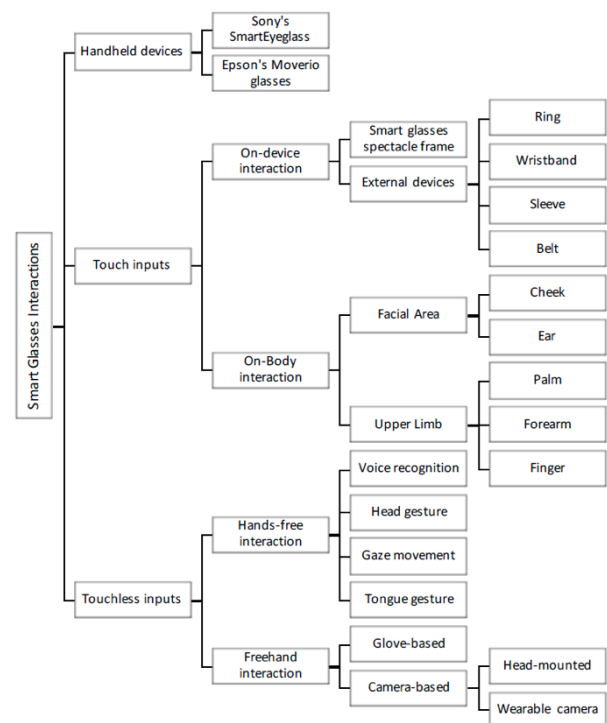 Smart Glasses Interactions
Handheld devices
Sony's
SmartEyeglass
Epson's Moverio
glasses
Touch inputs
On-device
interaction
Smart glasses
spectacle frame
External devices
Ring
Wristband
Sleeve
Belt
On-Body
interaction
Facial Area
Cheek
Ear
Upper Limb
Palm
Forearm
Finger
Touchless inputs
Hands-free
interaction
Voice recognition
Head gesture
Gaze movement
Tongue gesture
Freehand
interaction
Glove-based
Camera-based
Head-mounted
Wearable camera